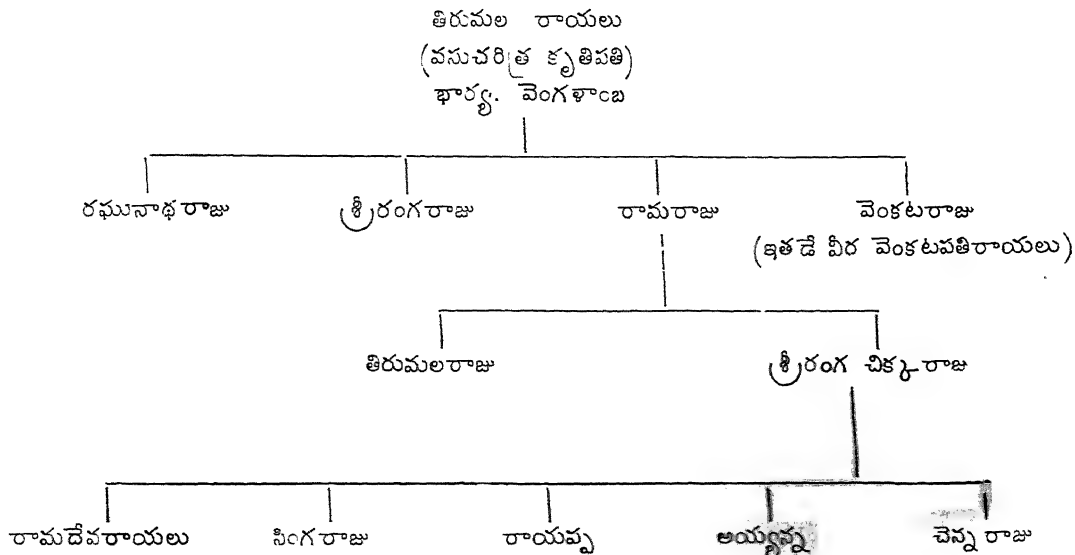 తిరుమల రాయలు
(వసుచరిత్ర కృతిపతి)
భార్య. వెంగళాంబ
రఘునాథరాజు శ్రీరంగరాజు రామరాజు వెంకటరాజు
(ఇతడే వీర వెంకటపతిరాయలు)
తిరుమలరాజు శ్రీరంగ చిక్కరాజు
రామదేవరాయలు సింగరాజు రాయప్ప అయ్యన్న చెన్న రాజు